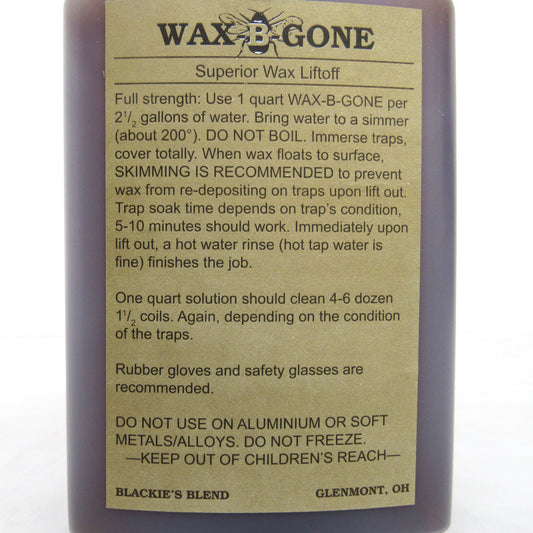 WAX-B-GONE
Superior Wax Liftoff
Full strength: Use 1 quart WAX-B-GONE per
2 1/2 gallons of water. Bring water to a simmer
(about 200°). DO NOT BOIL. Immerse traps,
cover totally. When wax floats to surface,
SKIMMING IS RECOMMENDED to prevent
wax from re-depositing on traps upon lift out.
Trap soak time depends on trap's condition,
5-10 minutes should work. Immediately upon
lift out, a hot water rinse (hot tap water is
fine) finishes the job.
One quart solution should clean 4-6 dozen
1 1/2 coils. Again, depending on the condition
of the traps.
Rubber gloves and safety glasses are
recommended.
DO NOT USE ON ALUMINIUM OR SOFT
METALS/ALLOYS. DO NOT FREEZE.
—KEEP OUT OF CHILDREN'S REACH—
BLACKIE'S BLEND GLENMONT, OH